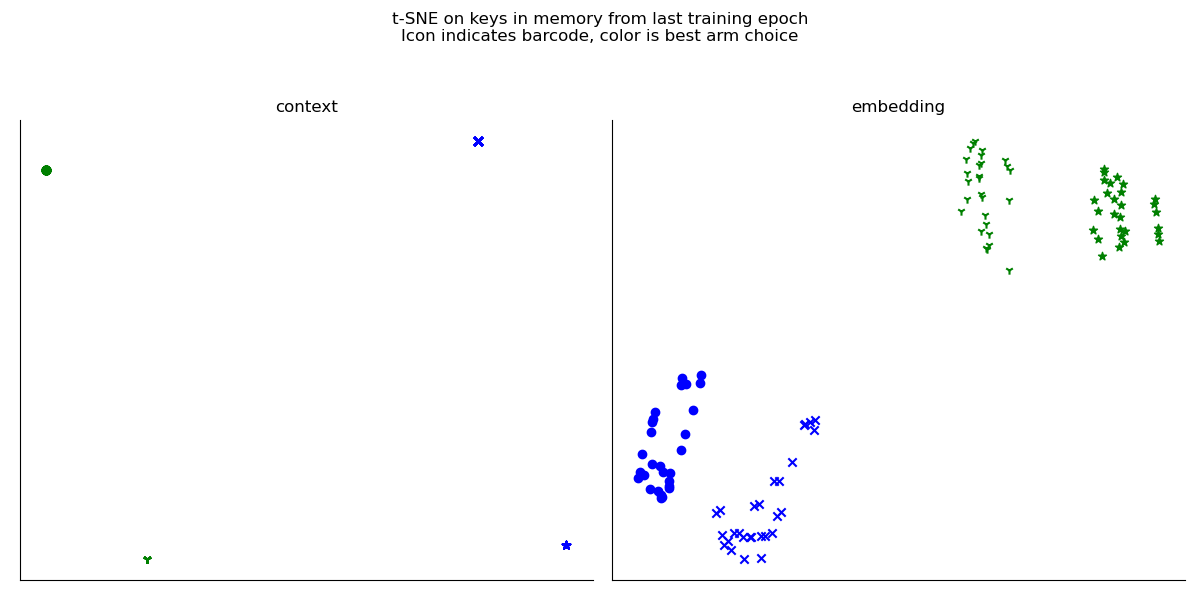 t-SNE on keys in memory from last training epoch
Icon indicates barcode, color is best arm choice
context
embedding